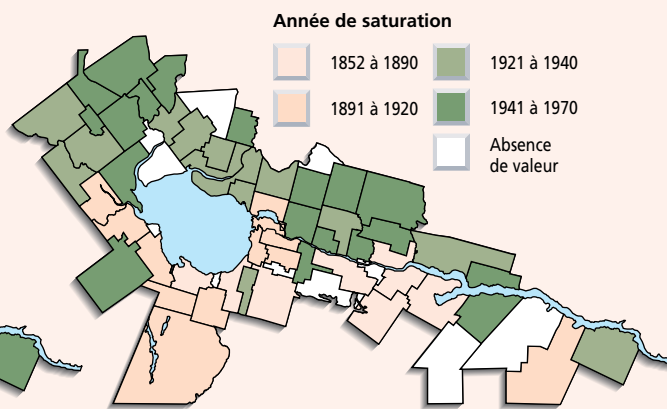 Année de saturation
1852 à 1890
1891 à 1920
1921 à 1940
1941 à 1970
Absence
de valeur